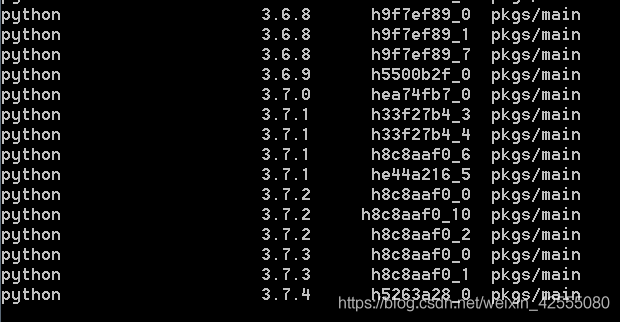 python 3.6.8 h9f7ef89_0 pkgs/main
python 3.6.8 h9f7ef89_1 pkgs/main
python 3.6.8 h9f7ef89_7 pkgs/main
python 3.6.9 h5500b2f_0 pkgs/main
python 3.7.0 hea74fb7_0 pkgs/main
python 3.7.1 h33f27b4_3 pkgs/main
python 3.7.1 h33f27b4_4 pkgs/main
python 3.7.1 h8c8aaf0_6 pkgs/main
python 3.7.1 he44a216_5 pkgs/main
python 3.7.2 h8c8aaf0_0 pkgs/main
python 3.7.2 h8c8aaf0_10 pkgs/main
python 3.7.2 h8c8aaf0_2 pkgs/main
python 3.7.3 h8c8aaf0_0 pkgs/main
python 3.7.3 h8c8aaf0_1 pkgs/main
python 3.7.4 h5263a28_0 pkgs/main
https://blog.csdn.net/weixin_42555080